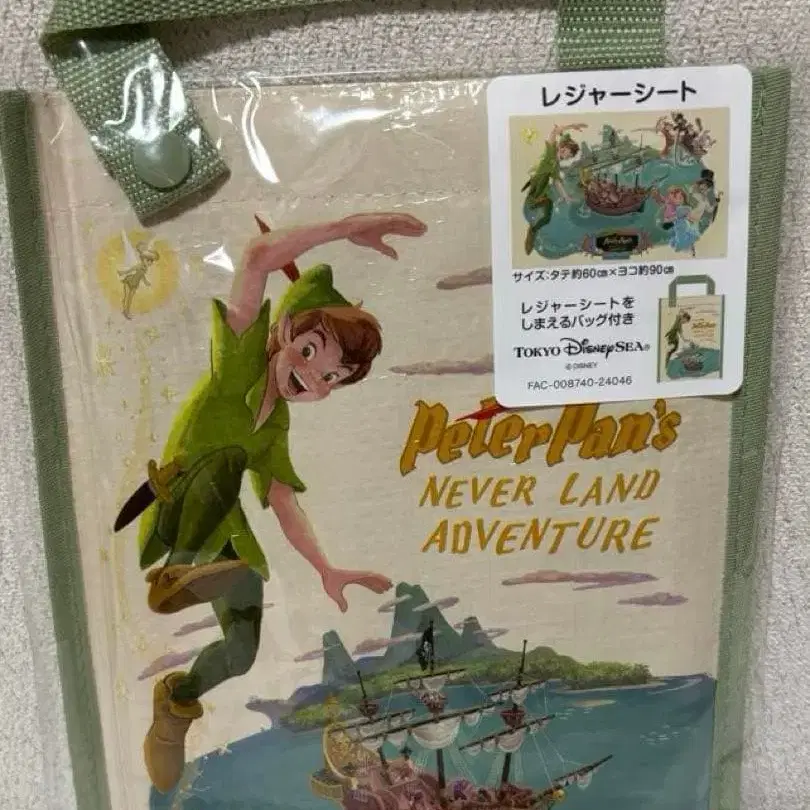 レジャーシート
サイズ:タテ約60㎝×ヨコ約90㎝
レジャーシートを
しまえるバッグ付き
TOKYO DISNEY SEA®
© DISNEY
FAC-008740-24046
Peter Pan's
NEVER LAND
ADVENTURE